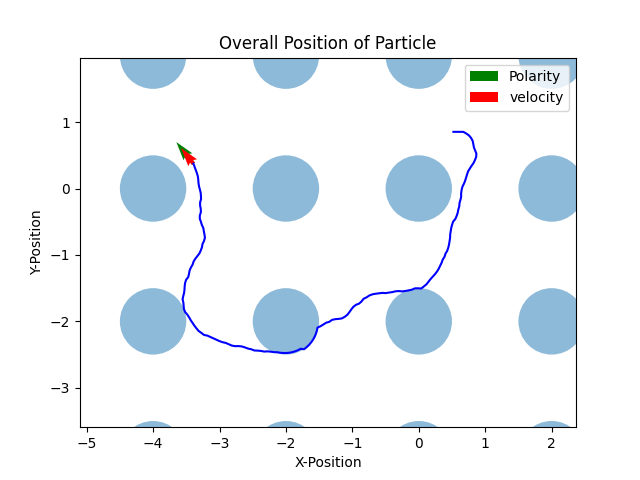 Overall Position of Particle
Polarity
velocity
1
0
−1
−2
−3
Y-Position
−5 −4 −3 −2 −1 0 1 2
X-Position